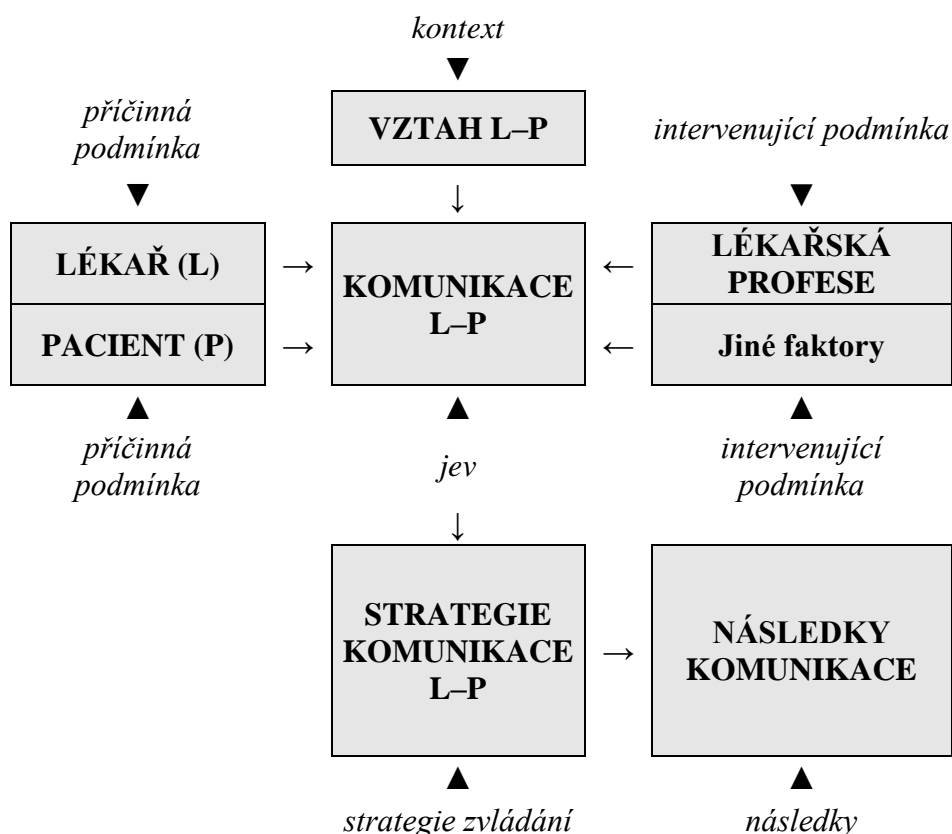 kontext
▼
příčinná
podmínka
▼
VZTAH L–P
intervenující podmínka
▼
↓
LÉKAŘ (L)
→
KOMUNIKACE
L–P
←
LÉKAŘSKÁ
PROFESE
PACIENT (P)
→
←
Jiné faktory
▲
příčinná
podmínka
▲
jev
▲
intervenující
podmínka
↓
STRATEGIE
KOMUNIKACE
L–P
→
NÁSLEDKY
KOMUNIKACE
▲
strategie zvládání
▲
následky